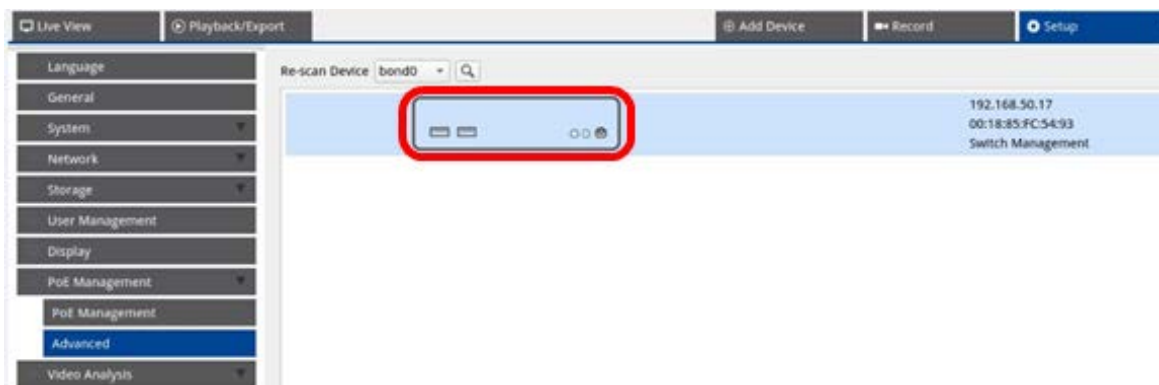 Live View
Playback/Export
Add Device
Record
Setup
Language
General
System
Network
Storage
User Management
Display
PoE Management
PoE Management
Advanced
Video Analysis
Re-scan Device bond0
192.168.50.17
00:18:85:FC:54:93
Switch Management